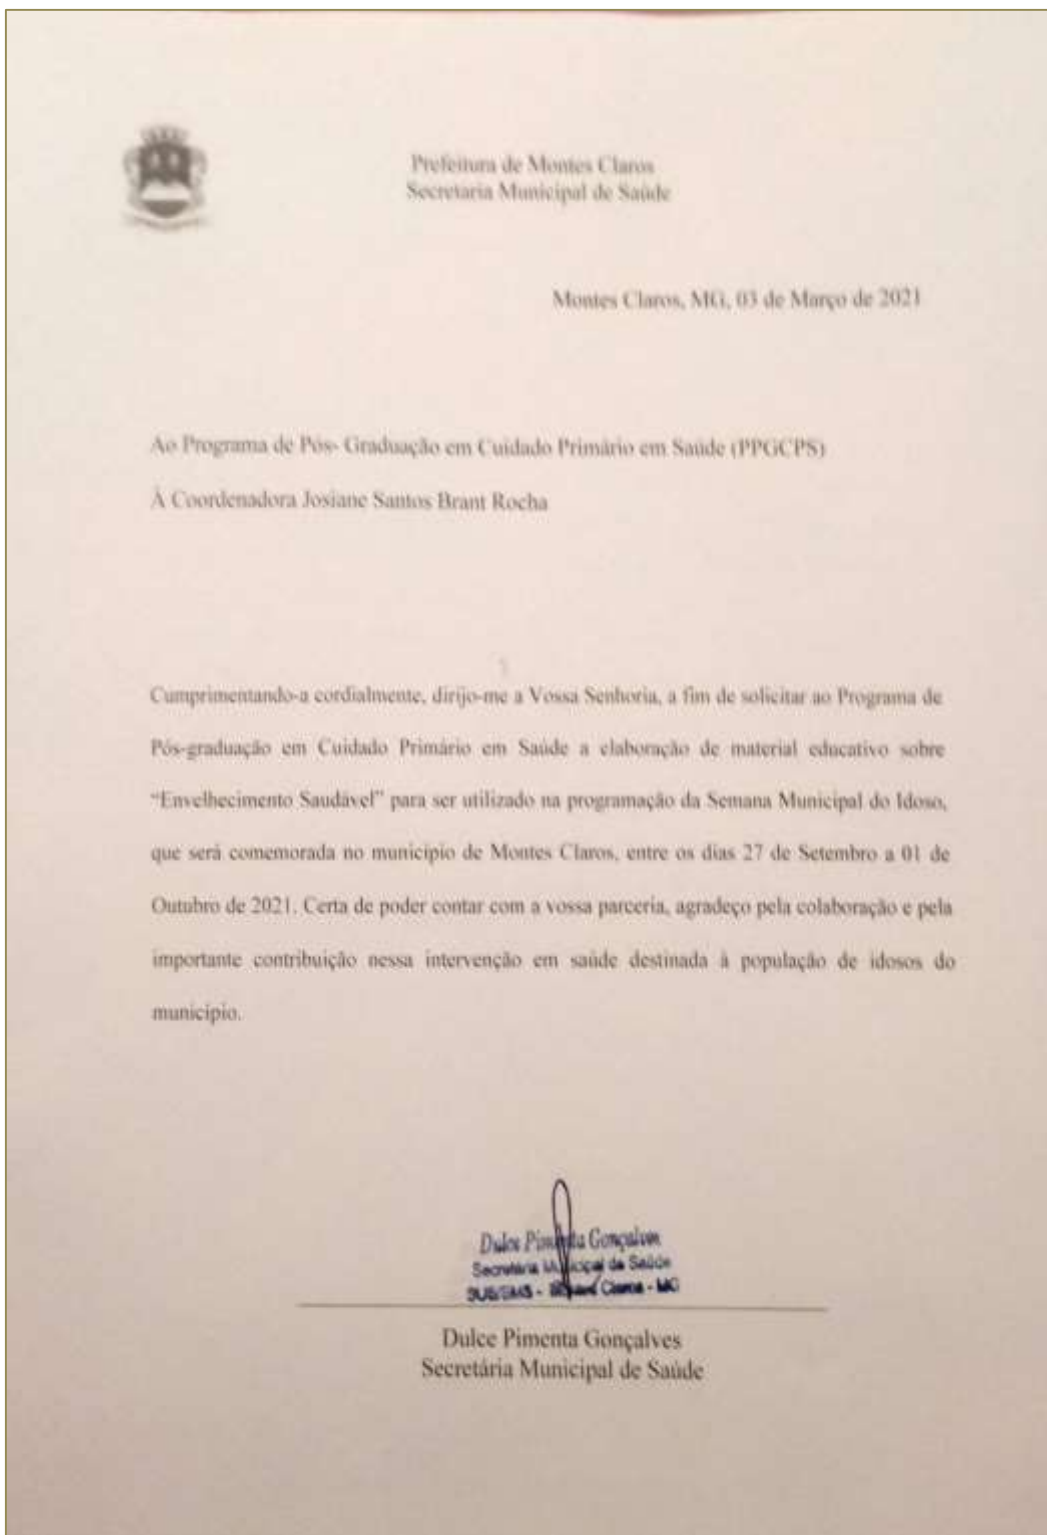 Prefeitura de Montes Claros
Secretaria Municipal de Saúde
Montes Claros, MG, 03 de Março de 2021
Ao Programa de Pós- Graduação em Cuidado Primário em Saúde (PPGCPS)
À Coordenadora Josiane Santos Brant Rocha
Cumprimentando-a cordialmente, dirijo-me a Vossa Senhoria, a fim de solicitar ao Programa de
Pós-graduação em Cuidado Primário em Saúde a elaboração de material educativo sobre
“Envelhecimento Saudável” para ser utilizado na programação da Semana Municipal do Idoso,
que será comemorada no município de Montes Claros, entre os dias 27 de Setembro a 01 de
Outubro de 2021. Certa de poder contar com a vossa parceria, agradeço pela colaboração e pela
importante contribuição nessa intervenção em saúde destinada à população de idosos do
município.
Dulce Pimenta Gonçalves
Secretária Municipal de Saúde
SUS/SMS - Montes Claros - MG
Dulce Pimenta Gonçalves
Secretária Municipal de Saúde